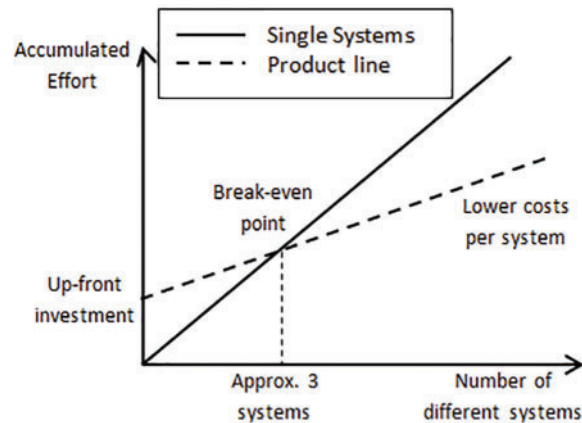 Accumulated
Effort
Single Systems
Product line
Break-even
point
Lower costs
per system
Up-front
investment
Approx. 3
systems
Number of
different systems